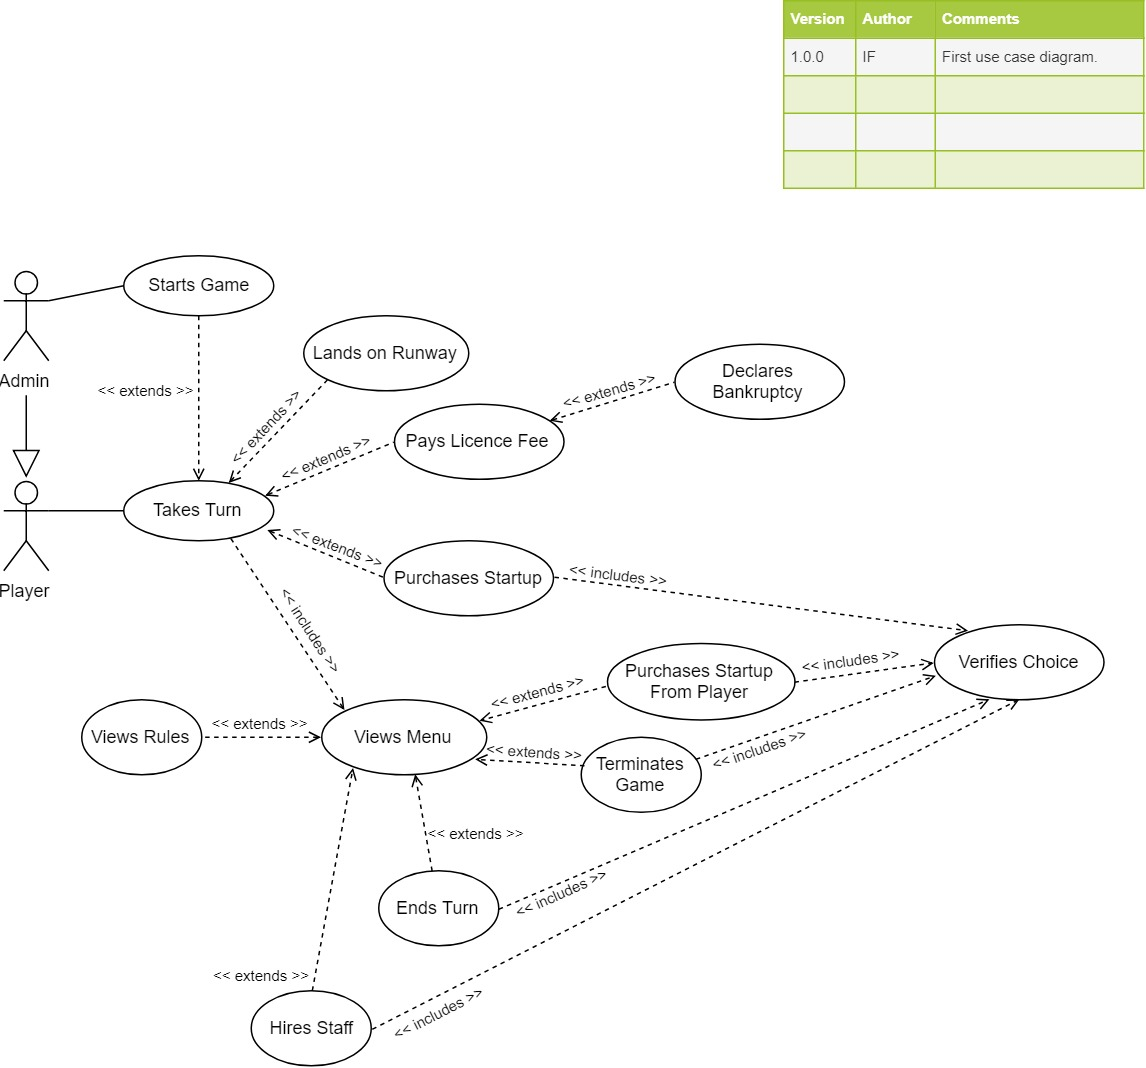 Version Author Comments
1.0.0 IF First use case diagram.
Starts Game
Lands on Runway
Admin
<< extends >>
<< extends >>
Declares
Bankruptcy
<< extends >>
Pays Licence Fee
<< extends >>
Takes Turn
Player
<< extends >>
Purchases Startup
<< includes >>
<< includes >>
Purchases Startup
From Player
<< includes >>
Verifies Choice
<< extends >>
Views Rules
<< extends >>
Views Menu
<< extends >>
Terminates
Game
<< includes >>
<< extends >>
Ends Turn
<< includes >>
<< extends >>
Hires Staff
<< includes >>